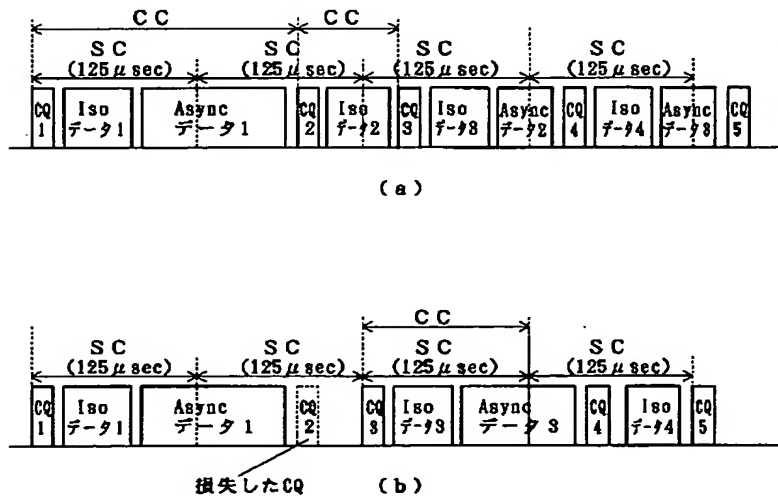 CC CC
SC SC SC SC
(125μsec) (125μsec) (125μsec) (125μsec)
CQ Iso Async CQ Iso CQ Iso Async CQ Iso Async CQ
1 データ1 データ1 2 データ2 3 データ3 データ2 4 データ4 データ3 5
(a)
CC
SC SC SC SC
(125μsec) (125μsec) (125μsec) (125μsec)
CQ Iso Async CQ CQ Iso Async CQ Iso CQ
1 データ1 データ1 2 3 データ3 データ3 4 データ4 5
損失したCQ (b)